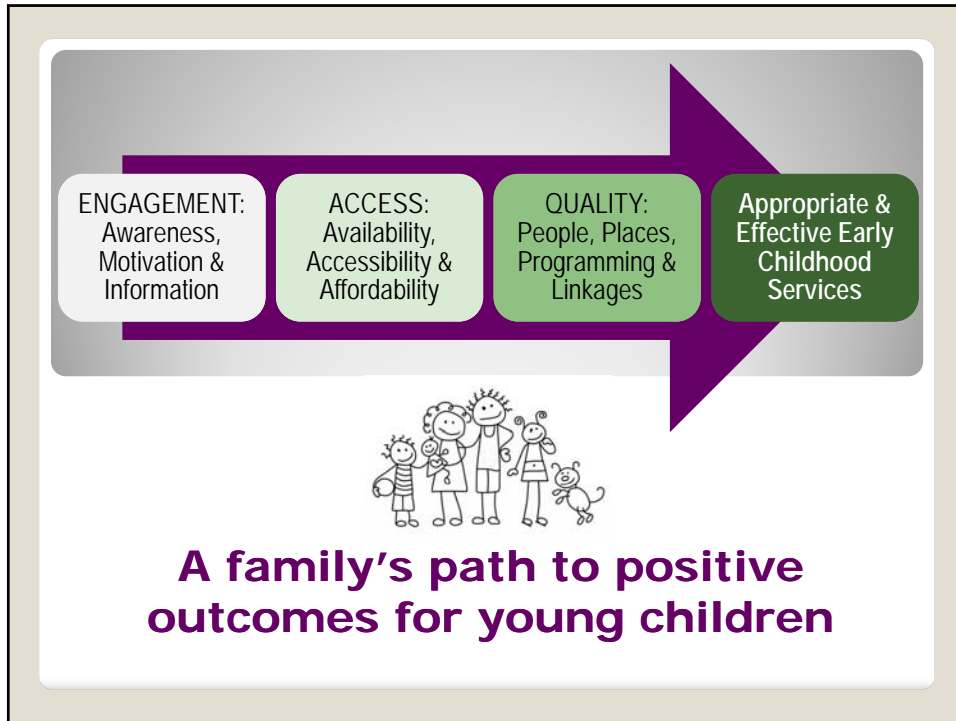 ENGAGEMENT:
Awareness,
Motivation &
Information
ACCESS:
Availability,
Accessibility &
Affordability
QUALITY:
People, Places,
Programming &
Linkages
Appropriate &
Effective Early
Childhood
Services
A family’s path to positive
outcomes for young children